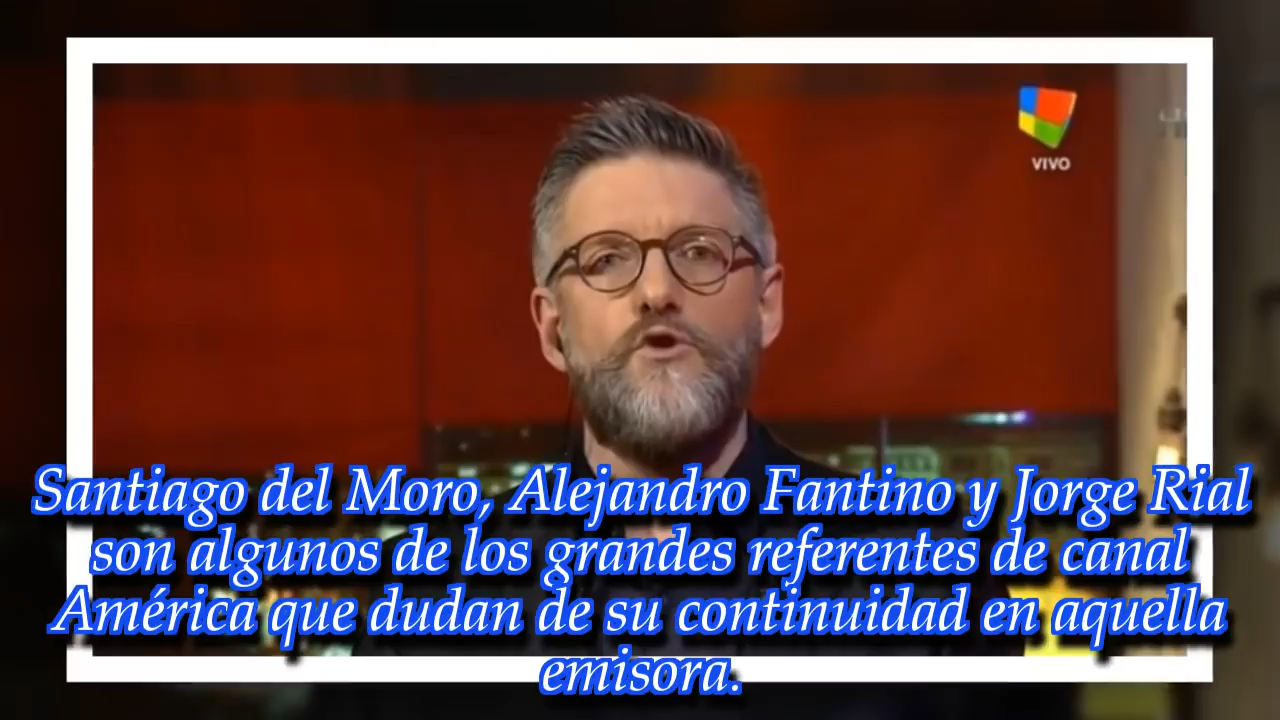 VIVO
Santiago del Moro, Alejandro Fantino y Jorge Rial
son algunos de los grandes referentes de canal
América que dudan de su continuidad en aquella
emisora.